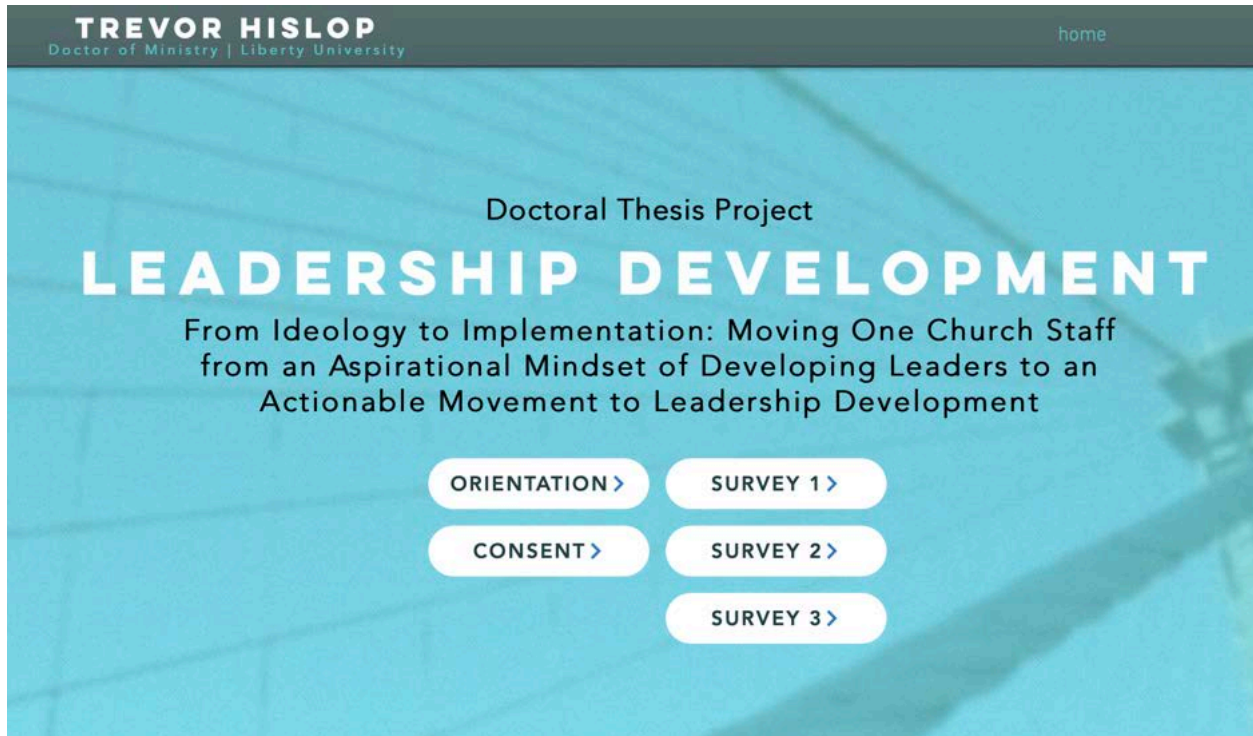 TREVOR HISLOP
Doctor of Ministry | Liberty University
home
Doctoral Thesis Project
LEADERSHIP DEVELOPMENT
From Ideology to Implementation: Moving One Church Staff
from an Aspirational Mindset of Developing Leaders to an
Actionable Movement to Leadership Development
ORIENTATION >
SURVEY 1 >
CONSENT >
SURVEY 2 >
SURVEY 3 >